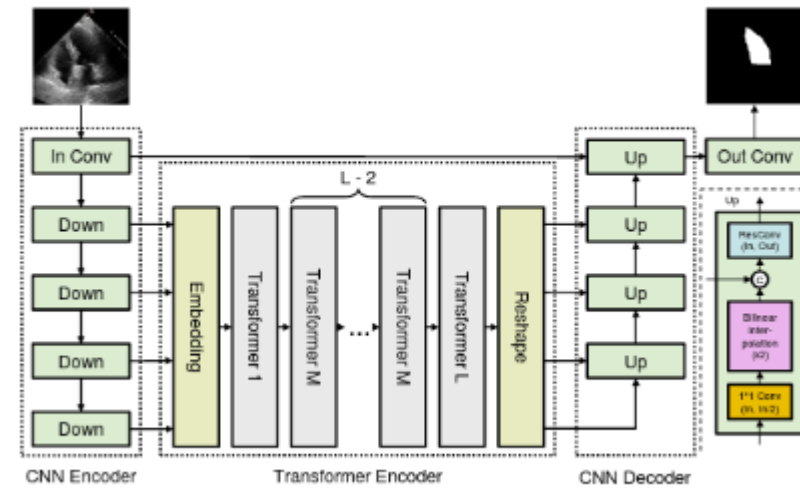 In Conv
Down
Down
Down
Down
CNN Encoder
L - 2
Embedding
Transformer 1
Transformer M
...
Transformer M
Transformer L
Reshape
Transformer Encoder
Up
Up
Up
Up
CNN Decoder
Out Conv
Up
ResConv
(In, Out)
C
Bilinear
inter-
polation
(x2)
1*1 Conv
(In, In/2)